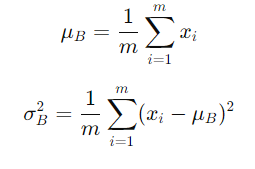 μ_B = \frac{1}{m} \sum_{i=1}^{m} x_i
σ_B^2 = \frac{1}{m} \sum_{i=1}^{m} (x_i − μ_B)^2